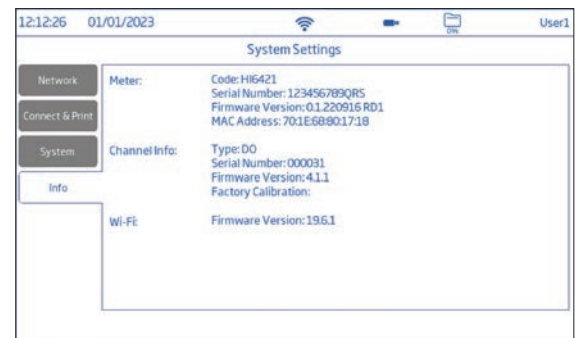 12:12:26 01/01/2023 User1
System Settings
Network
Connect & Print
System
Info
Meter: Code: HI6421
Serial Number: 123456789QRS
Firmware Version: 0.1.220916 RD1
MAC Address: 70:1E:68:80:17:18
Channel Info: Type: DO
Serial Number: 000031
Firmware Version: 4.1.1
Factory Calibration:
Wi-Fi: Firmware Version: 19.6.1